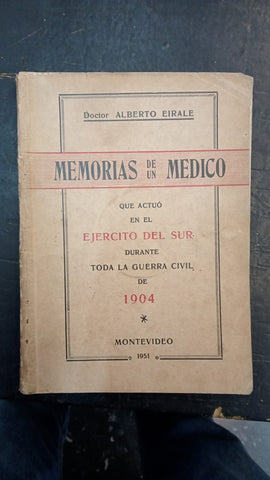 Doctor ALBERTO EIRALE
MEMORIAS DE UN MEDICO
QUE ACTUÓ
EN EL
EJERCITO DEL SUR
DURANTE
TODA LA GUERRA CIVIL
DE
1904
MONTEVIDEO
1951